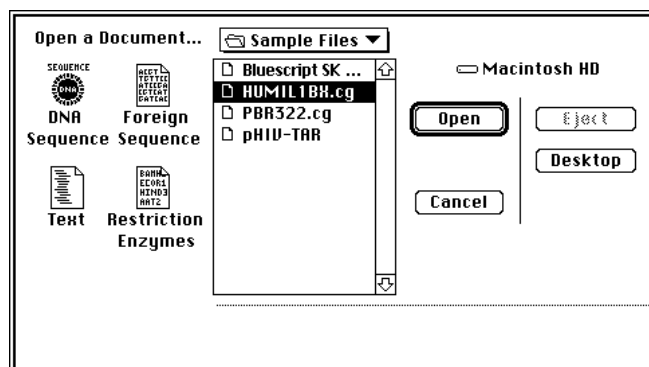 Open a Document...
Sample Files
SEQUENCE
DNA
DNA
Sequence
ACCT
Foreign
Sequence
Text
BAMH
ECOR1
HIND3
AAT2
Restriction
Enzymes
Bluescript SK ...
HUMIL1BX.cg
PBR322.cg
pHIV-TAR
Macintosh HD
Open
Eject
Desktop
Cancel